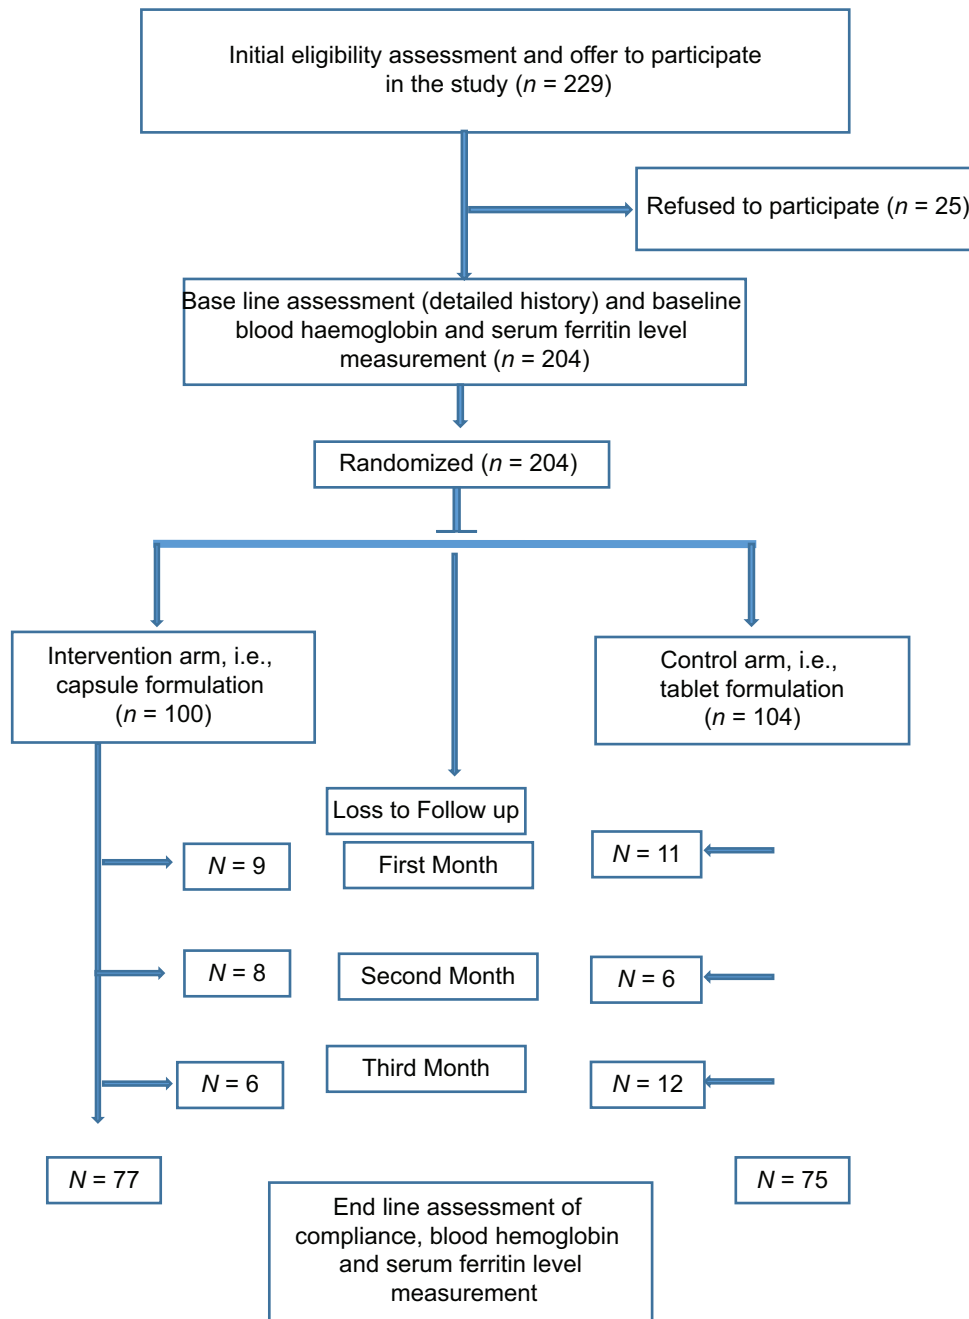 Initial eligibility assessment and offer to participate
in the study (n = 229)
Refused to participate (n = 25)
Base line assessment (detailed history) and baseline
blood haemoglobin and serum ferritin level
measurement (n = 204)
Randomized (n = 204)
Intervention arm, i.e.,
capsule formulation
(n = 100)
Control arm, i.e.,
tablet formulation
(n = 104)
Loss to Follow up
N = 9
First Month
N = 11
N = 8
Second Month
N = 6
N = 6
Third Month
N = 12
N = 77
N = 75
End line assessment of
compliance, blood hemoglobin
and serum ferritin level
measurement